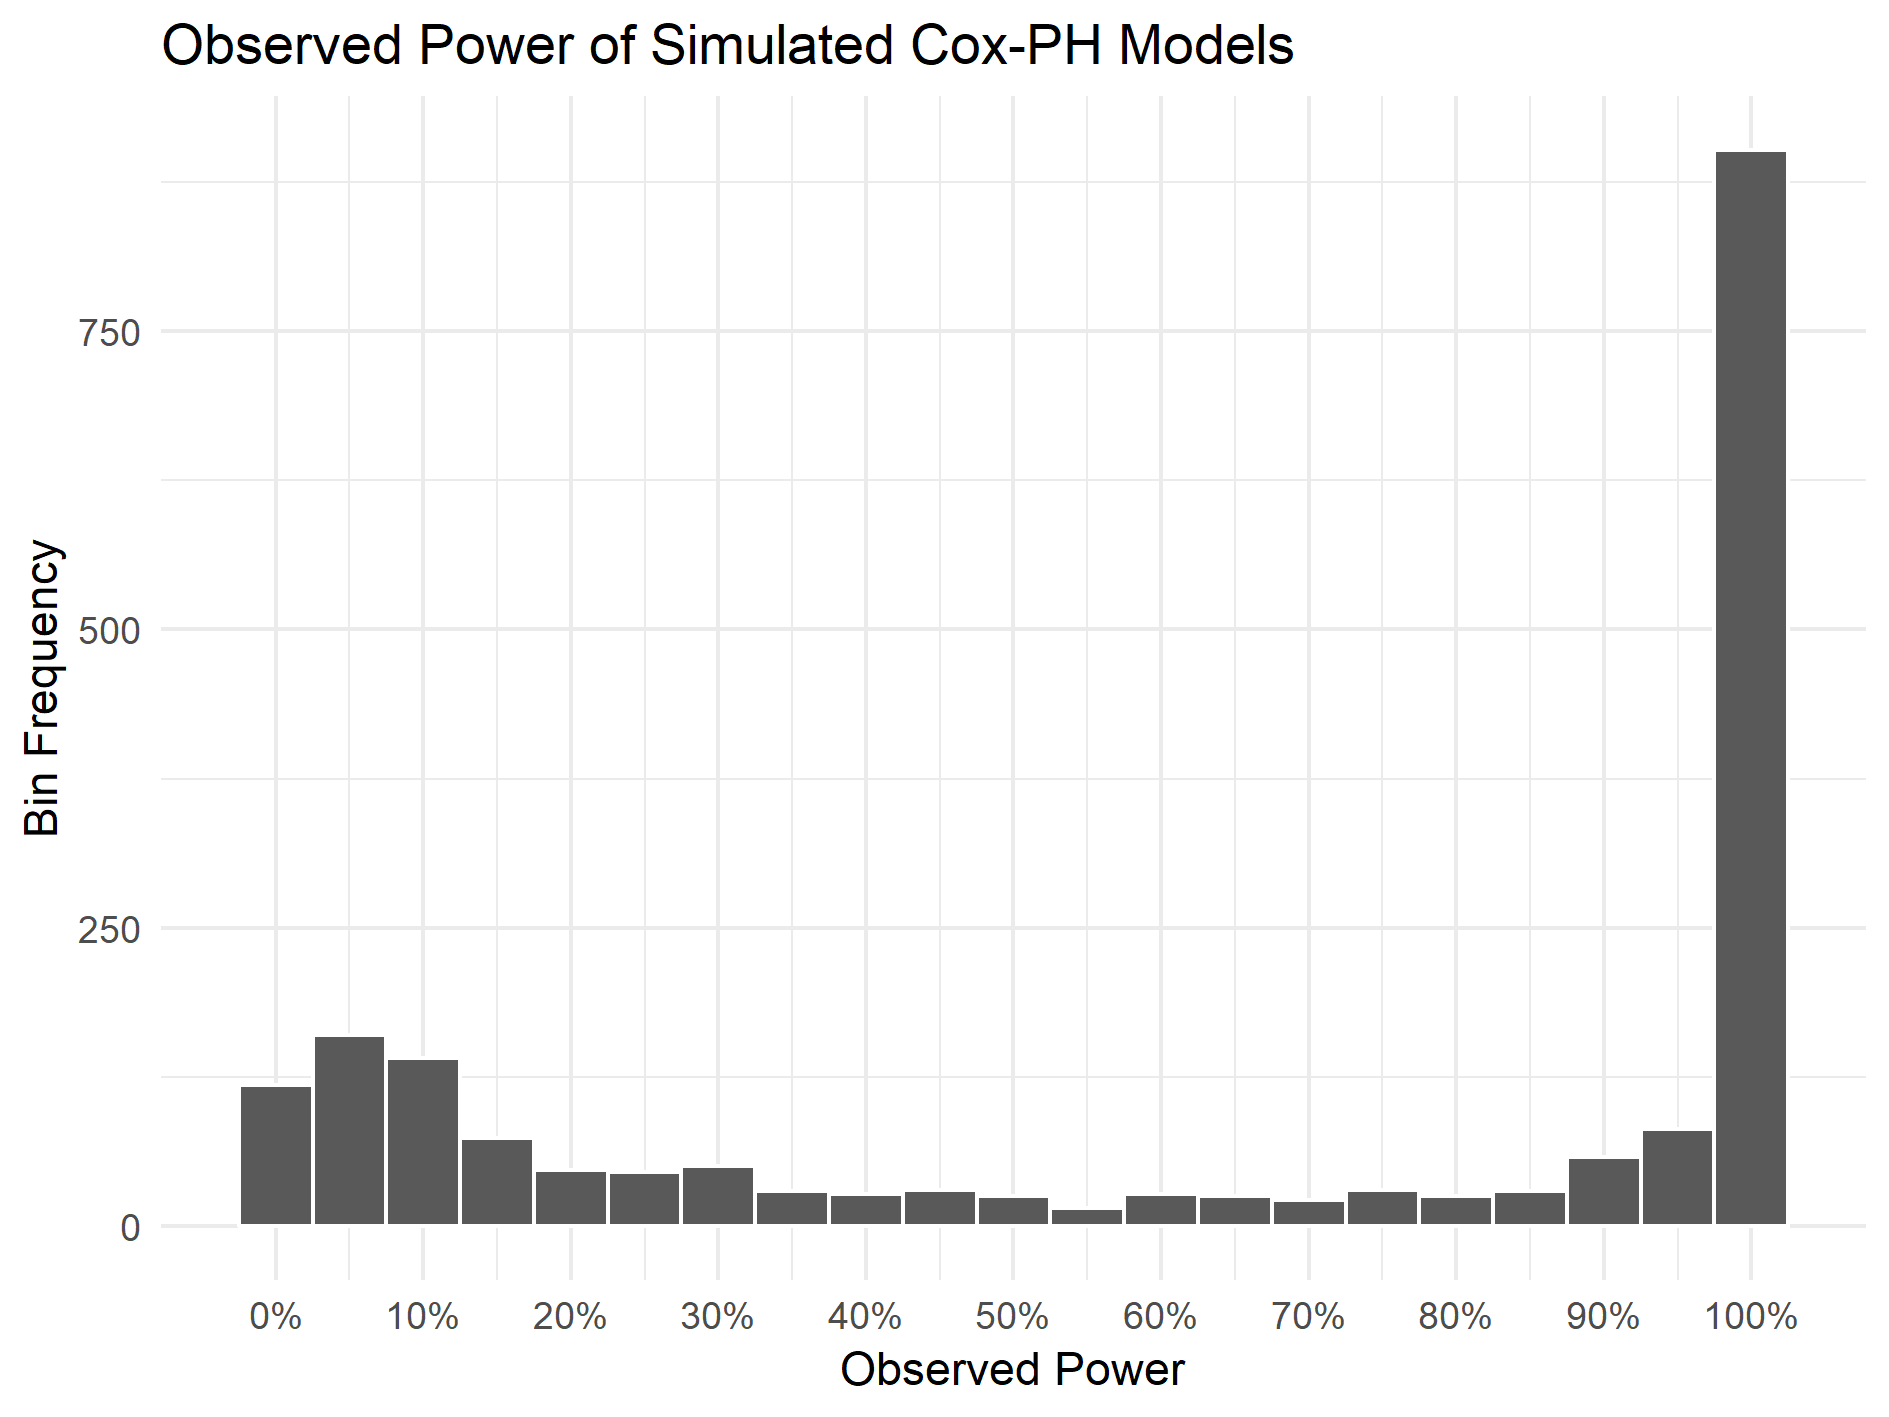 Observed Power of Simulated Cox-PH Models
Bin Frequency
750
500
250
0
0% 10% 20% 30% 40% 50% 60% 70% 80% 90% 100%
Observed Power